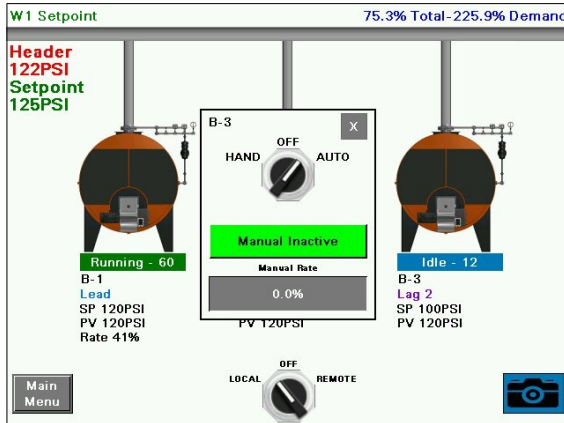 W1 Setpoint
75.3% Total-225.9% Demand
Header
122PSI
Setpoint
125PSI
B-3
X
OFF
HAND
AUTO
Manual Inactive
Manual Rate
0.0%
Running - 60
B-1
Lead
SP 120PSI
PV 120PSI
Rate 41%
PV 120PSI
Idle - 12
B-3
Lag 2
SP 100PSI
PV 120PSI
OFF
LOCAL
REMOTE
Main
Menu